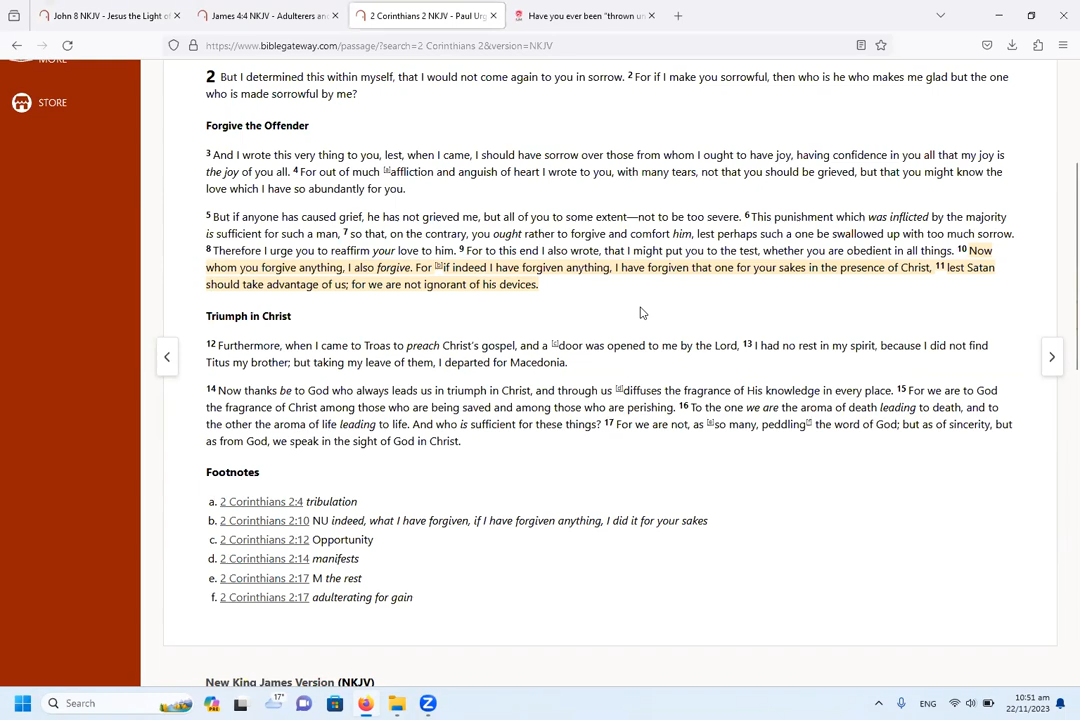 John 8 NKJV - Jesus the Light of
James 4:4 NKJV - Adulterers and
2 Corinthians 2 NKJV - Paul Urg
Have you ever been "thrown un
https://www.biblegateway.com/passage/?search=2 Corinthians 2&version=NKJV
MORE
STORE
2 But I determined this within myself, that I would not come again to you in sorrow. 2 For if I make you sorrowful, then who is he who makes me glad but the one
who is made sorrowful by me?
Forgive the Offender
3 And I wrote this very thing to you, lest, when I came, I should have sorrow over those from whom I ought to have joy, having confidence in you all that my joy is
the joy of you all. 4 For out of much [a]affliction and anguish of heart I wrote to you, with many tears, not that you should be grieved, but that you might know the
love which I have so abundantly for you.
5 But if anyone has caused grief, he has not grieved me, but all of you to some extent—not to be too severe. 6 This punishment which was inflicted by the majority
is sufficient for such a man, 7 so that, on the contrary, you ought rather to forgive and comfort him, lest perhaps such a one be swallowed up with too much sorrow.
8 Therefore I urge you to reaffirm your love to him. 9 For to this end I also wrote, that I might put you to the test, whether you are obedient in all things. 10 Now
whom you forgive anything, I also forgive. For [b]if indeed I have forgiven anything, I have forgiven that one for your sakes in the presence of Christ, 11 lest Satan
should take advantage of us; for we are not ignorant of his devices.
Triumph in Christ
12 Furthermore, when I came to Troas to preach Christ's gospel, and a [c]door was opened to me by the Lord, 13 I had no rest in my spirit, because I did not find
Titus my brother; but taking my leave of them, I departed for Macedonia.
14 Now thanks be to God who always leads us in triumph in Christ, and through us [d]diffuses the fragrance of His knowledge in every place. 15 For we are to God
the fragrance of Christ among those who are being saved and among those who are perishing. 16 To the one we are the aroma of death leading to death, and to
the other the aroma of life leading to life. And who is sufficient for these things? 17 For we are not, as [e]so many, peddling[f] the word of God; but as of sincerity, but
as from God, we speak in the sight of God in Christ.
Footnotes
a. 2 Corinthians 2:4 tribulation
b. 2 Corinthians 2:10 NU indeed, what I have forgiven, if I have forgiven anything, I did it for your sakes
c. 2 Corinthians 2:12 Opportunity
d. 2 Corinthians 2:14 manifests
e. 2 Corinthians 2:17 M the rest
f. 2 Corinthians 2:17 adulterating for gain
New King James Version (NKJV)
Search
17°
ENG
10:51 am
22/11/2023